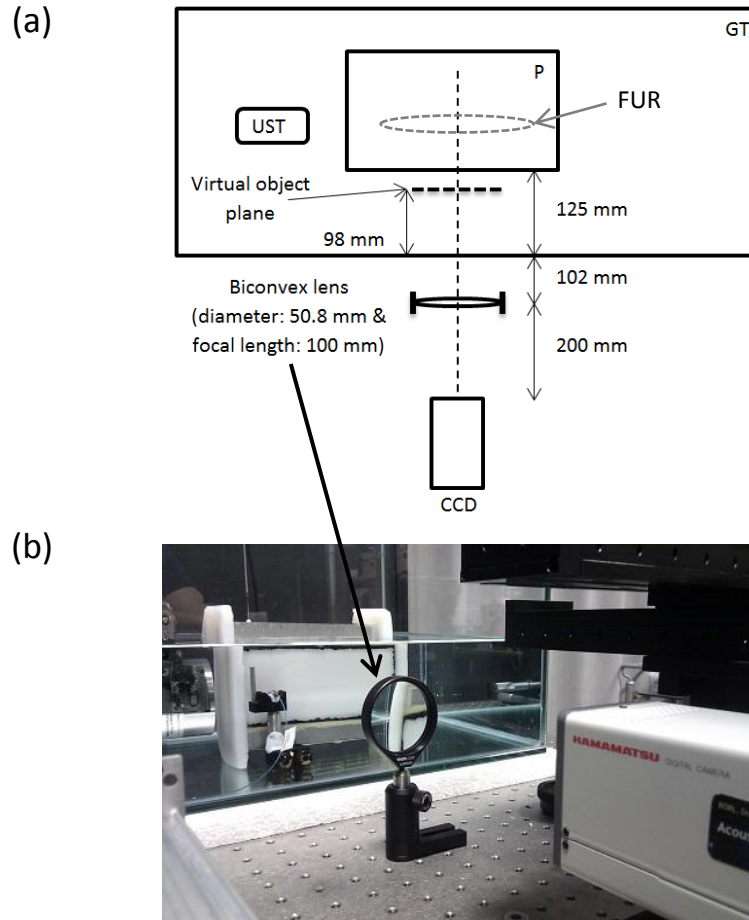 (a)
GT
P
FUR
UST
Virtual object
plane
125 mm
98 mm
102 mm
Biconvex lens
(diameter: 50.8 mm &
focal length: 100 mm)
200 mm
CCD
(b)
HAMAMATSU
DIGITAL CAMERA
Acou